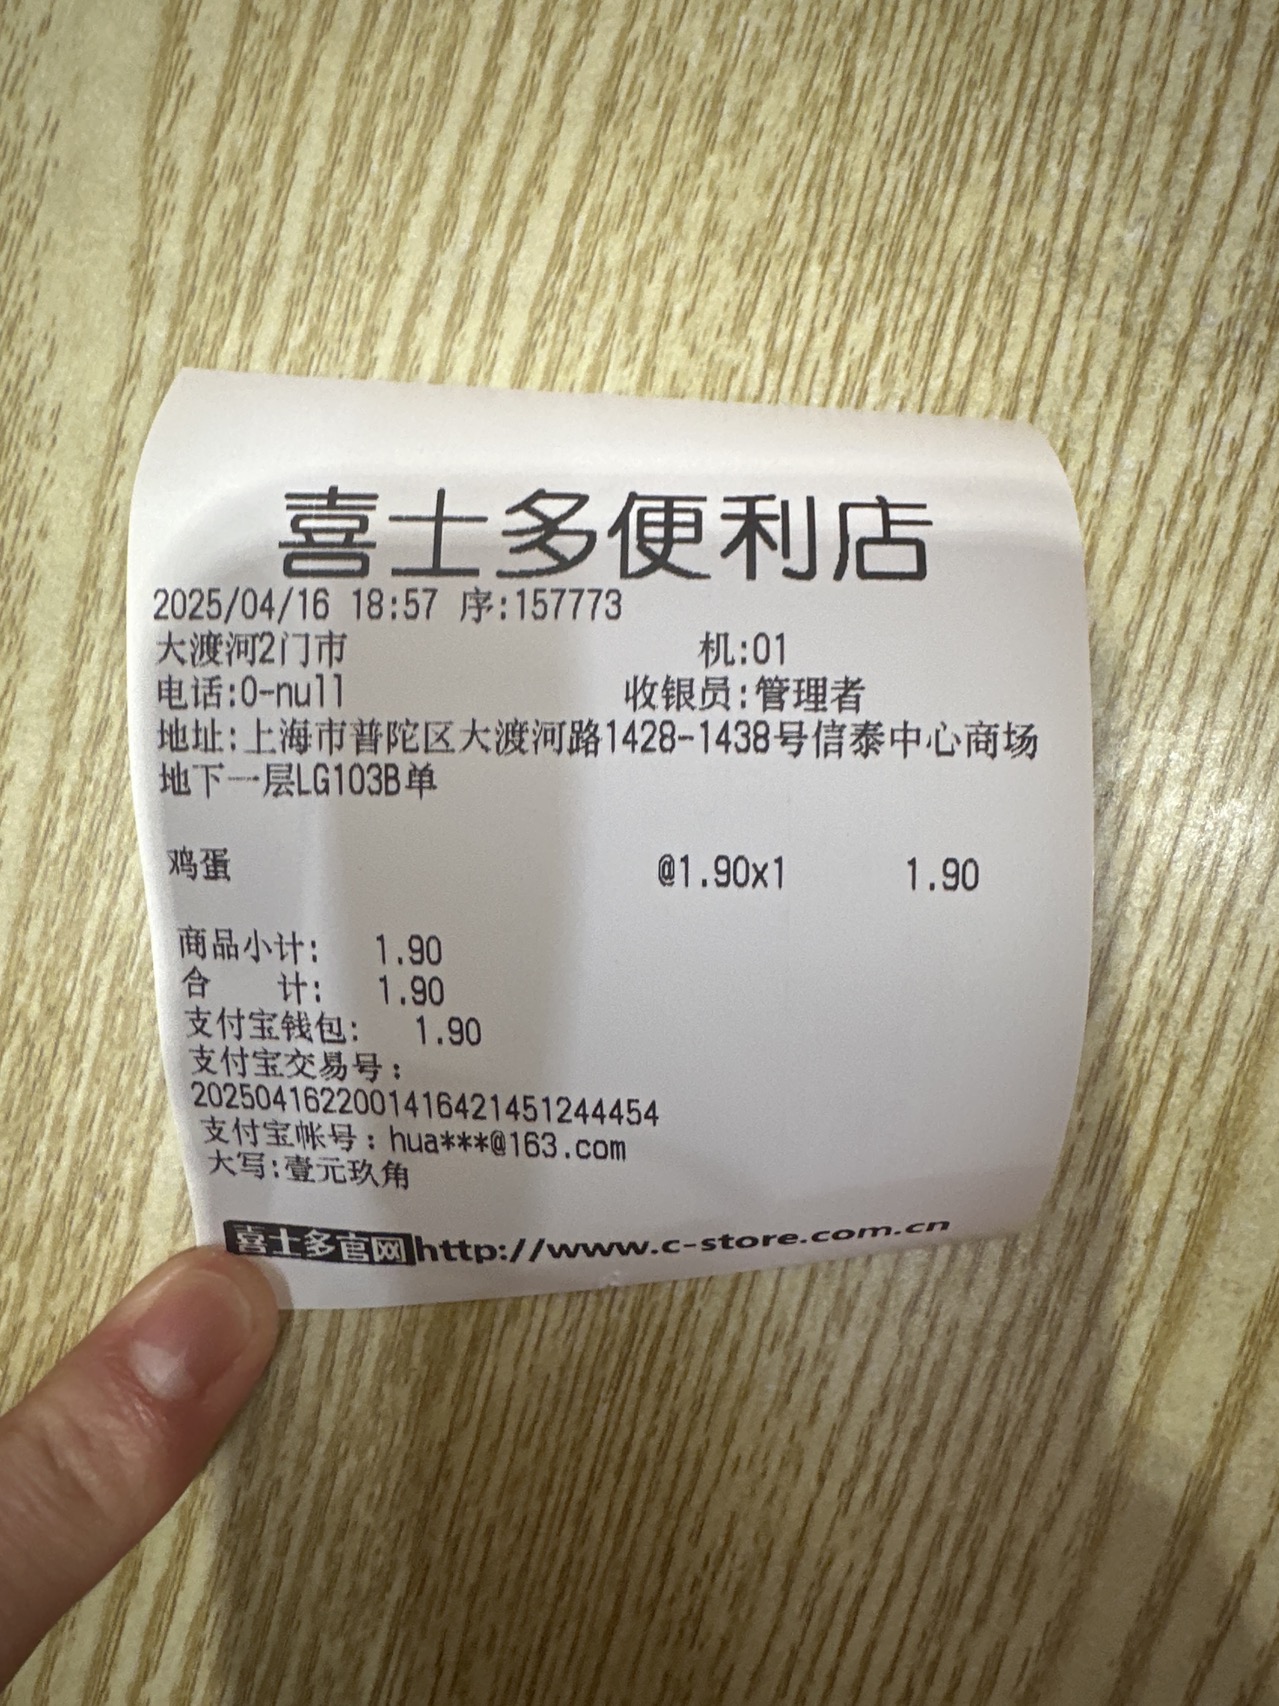 喜士多便利店
2025/04/16 18:57 序:157773
大渡河2门市 机:01
电话:0-null 收银员:管理者
地址:上海市普陀区大渡河路1428-1438号信泰中心商场
地下一层LG103B单
鸡蛋 @1.90x1 1.90
商品小计: 1.90
合 计: 1.90
支付宝钱包: 1.90
支付宝交易号:
2025041622001416421451244454
支付宝帐号:hua***@163.com
大写:壹元玖角
喜士多官网http://www.c-store.com.cn